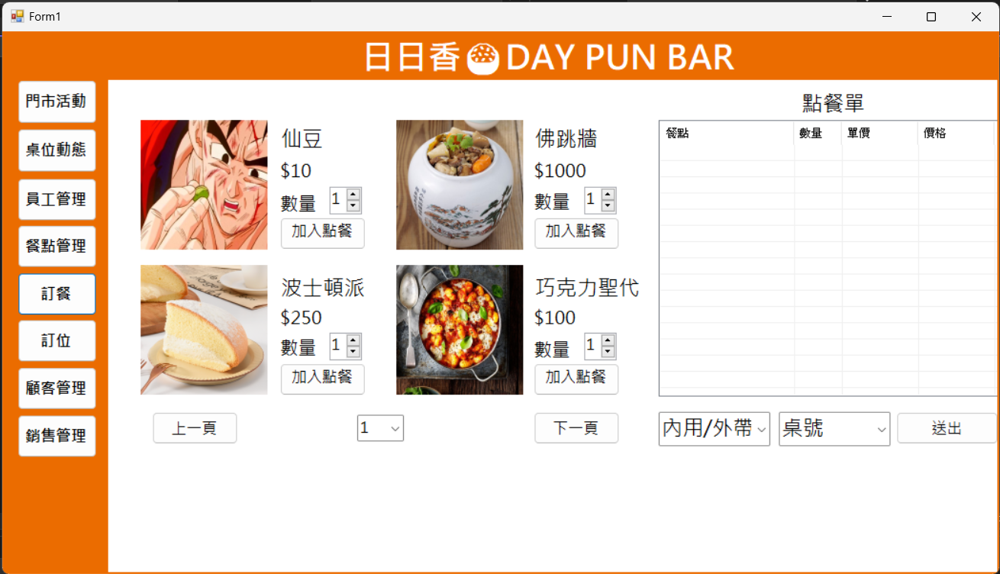 Form1
日日香 DAY PUN BAR
門市活動
桌位動態
員工管理
餐點管理
訂餐
訂位
顧客管理
銷售管理
仙豆
$10
數量 1
加入點餐
佛跳牆
$1000
數量 1
加入點餐
波士頓派
$250
數量 1
加入點餐
巧克力聖代
$100
數量 1
加入點餐
上一頁 1 下一頁
點餐單
餐點 數量 單價 價格
內用/外帶 桌號 送出